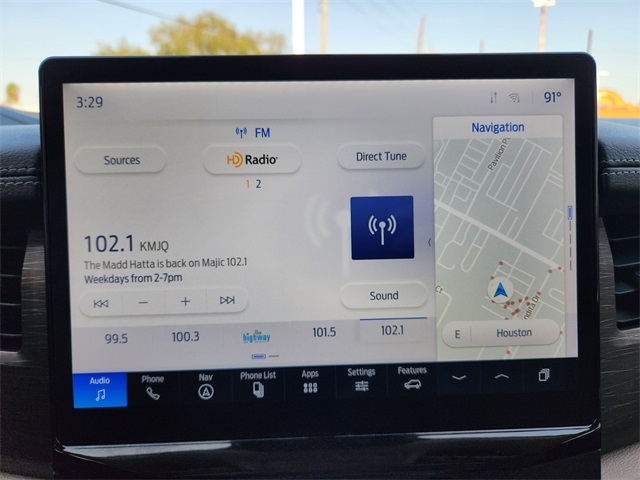 3:29
91°
FM
Navigation
Sources
HD Radio
Direct Tune
1 2
102.1 KMJQ
The Madd Hatta is back on Majic 102.1
Weekdays from 2-7pm
Sound
E Houston
99.5
100.3
the highway
101.5
102.1
Audio
Phone
Nav
Phone List
Apps
Settings
Features